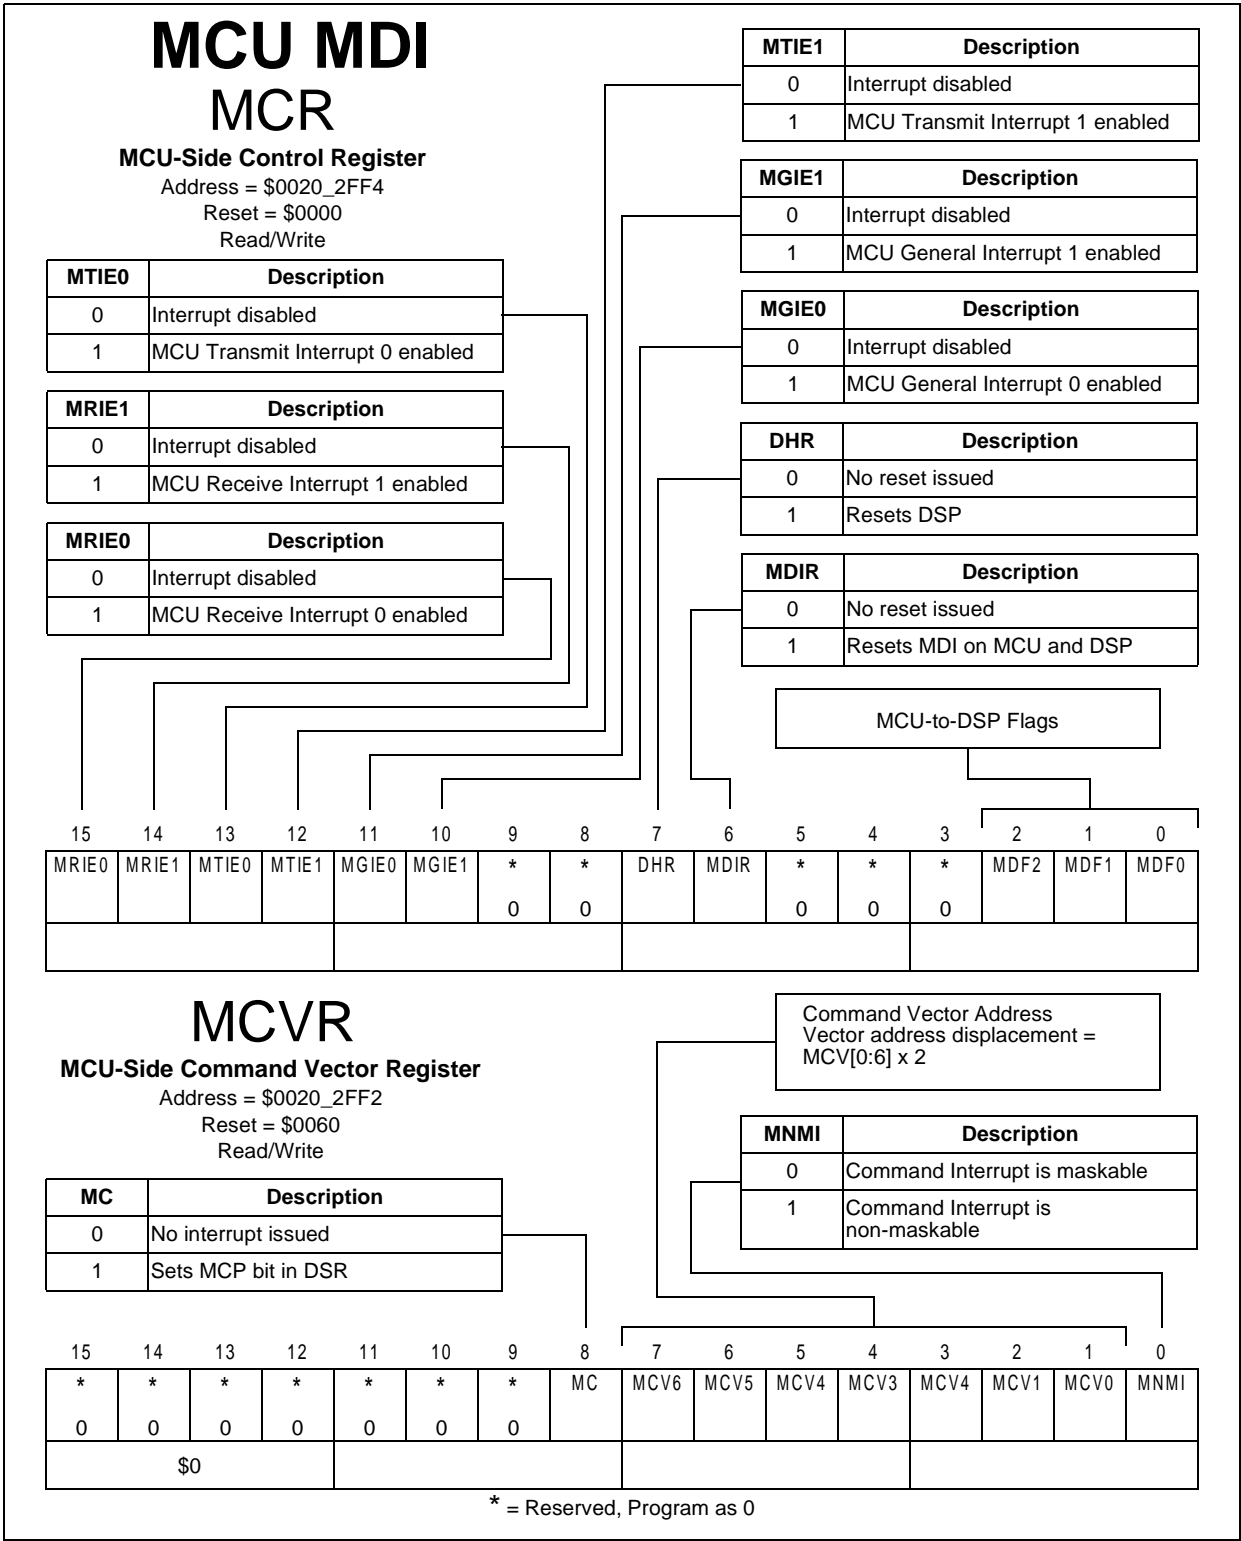 MCU MDI
MCR
MCU-Side Control Register
Address = $0020_2FF4
Reset = $0000
Read/Write
MTIE0 Description
0 Interrupt disabled
1 MCU Transmit Interrupt 0 enabled
MRIE1 Description
0 Interrupt disabled
1 MCU Receive Interrupt 1 enabled
MRIE0 Description
0 Interrupt disabled
1 MCU Receive Interrupt 0 enabled
MTIE1 Description
0 Interrupt disabled
1 MCU Transmit Interrupt 1 enabled
MGIE1 Description
0 Interrupt disabled
1 MCU General Interrupt 1 enabled
MGIE0 Description
0 Interrupt disabled
1 MCU General Interrupt 0 enabled
DHR Description
0 No reset issued
1 Resets DSP
MDIR Description
0 No reset issued
1 Resets MDI on MCU and DSP
MCU-to-DSP Flags
15 14 13 12 11 10 9 8 7 6 5 4 3 2 1 0
MRIE0 MRIE1 MTIE0 MTIE1 MGIE0 MGIE1 * * DHR MDIR * * * MDF2 MDF1 MDF0
0 0 0 0 0
MCVR
MCU-Side Command Vector Register
Address = $0020_2FF2
Reset = $0060
Read/Write
MC Description
0 No interrupt issued
1 Sets MCP bit in DSR
Command Vector Address
Vector address displacement =
MCV[0:6] x 2
MNMI Description
0 Command Interrupt is maskable
1 Command Interrupt is
non-maskable
15 14 13 12 11 10 9 8 7 6 5 4 3 2 1 0
* * * * * * * MC MCV6 MCV5 MCV4 MCV3 MCV4 MCV1 MCV0 MNMI
0 0 0 0 0 0 0
$0
* = Reserved, Program as 0